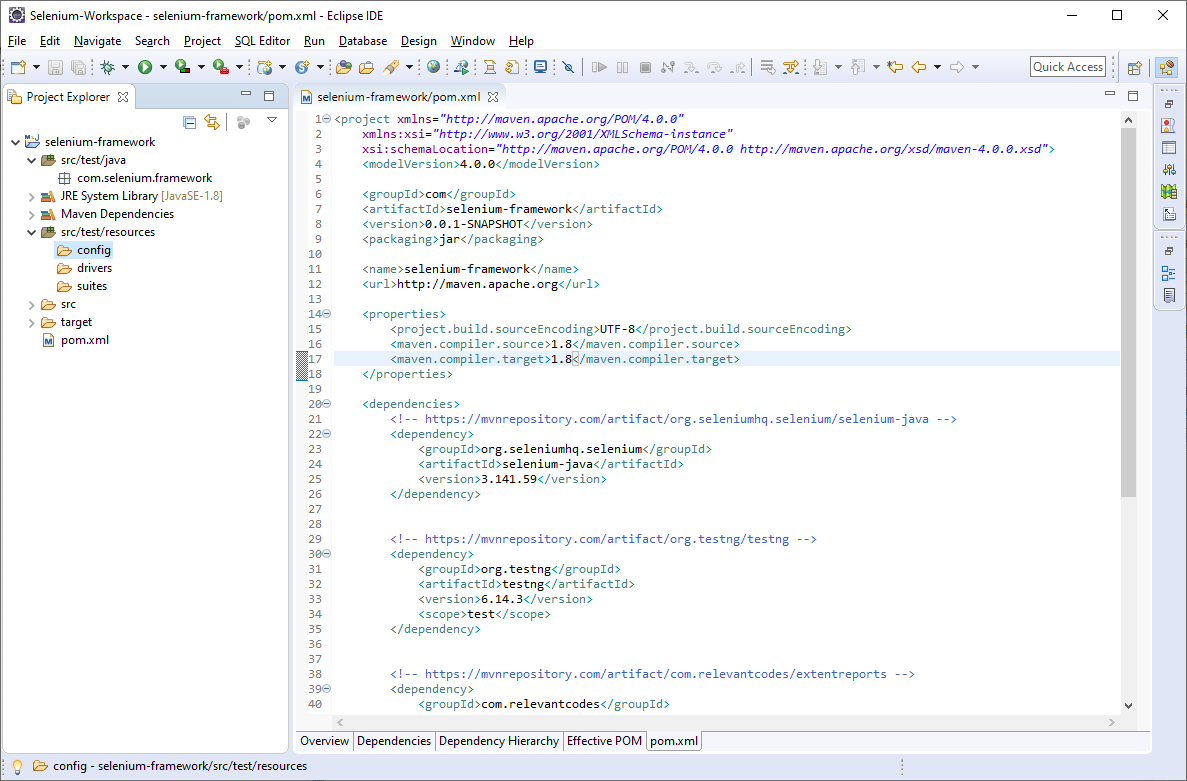 Selenium-Workspace - selenium-framework/pom.xml - Eclipse IDE
File Edit Navigate Search Project SQL Editor Run Database Design Window Help
Quick Access
Project Explorer
selenium-framework
src/test/java
com.selenium.framework
JRE System Library [JavaSE-1.8]
Maven Dependencies
src/test/resources
config
drivers
suites
src
target
pom.xml
selenium-framework/pom.xml
1 <project xmlns="http://maven.apache.org/POM/4.0.0"
2 xmlns:xsi="http://www.w3.org/2001/XMLSchema-instance"
3 xsi:schemaLocation="http://maven.apache.org/POM/4.0.0 http://maven.apache.org/xsd/maven-4.0.0.xsd">
4 <modelVersion>4.0.0</modelVersion>
5
6 <groupId>com</groupId>
7 <artifactId>selenium-framework</artifactId>
8 <version>0.0.1-SNAPSHOT</version>
9 <packaging>jar</packaging>
10
11 <name>selenium-framework</name>
12 <url>http://maven.apache.org</url>
13
14 <properties>
15 <project.build.sourceEncoding>UTF-8</project.build.sourceEncoding>
16 <maven.compiler.source>1.8</maven.compiler.source>
17 <maven.compiler.target>1.8</maven.compiler.target>
18 </properties>
19
20 <dependencies>
21 <!-- https://mvnrepository.com/artifact/org.seleniumhq.selenium/selenium-java -->
22 <dependency>
23 <groupId>org.seleniumhq.selenium</groupId>
24 <artifactId>selenium-java</artifactId>
25 <version>3.141.59</version>
26 </dependency>
27
28
29 <!-- https://mvnrepository.com/artifact/org.testng/testng -->
30 <dependency>
31 <groupId>org.testng</groupId>
32 <artifactId>testng</artifactId>
33 <version>6.14.3</version>
34 <scope>test</scope>
35 </dependency>
36
37
38 <!-- https://mvnrepository.com/artifact/com.relevantcodes/extentreports -->
39 <dependency>
40 <groupId>com.relevantcodes</groupId>
Overview Dependencies Dependency Hierarchy Effective POM pom.xml
config - selenium-framework/src/test/resources